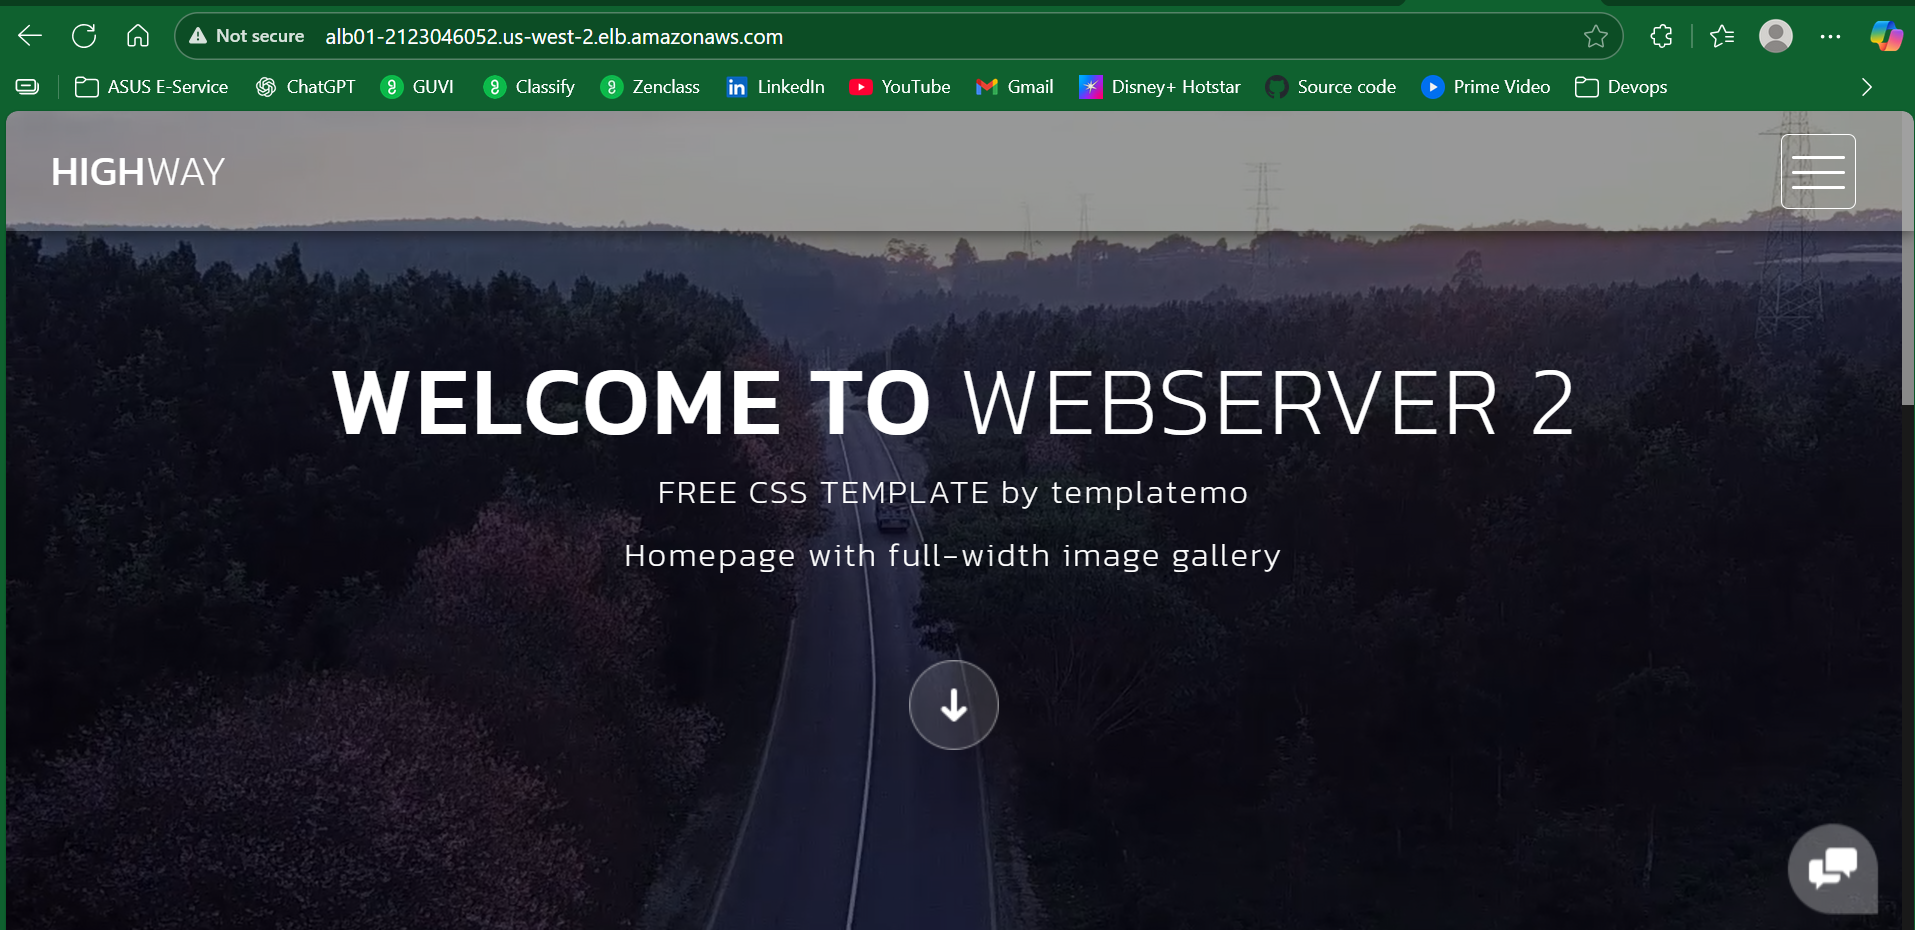 Not secure alb01-2123046052.us-west-2.elb.amazonaws.com
ASUS E-Service ChatGPT GUVI Classify Zenclass LinkedIn YouTube Gmail Disney+ Hotstar Source code Prime Video Devops
HIGHWAY
WELCOME TO WEBSERVER 2
FREE CSS TEMPLATE by templatemo
Homepage with full-width image gallery